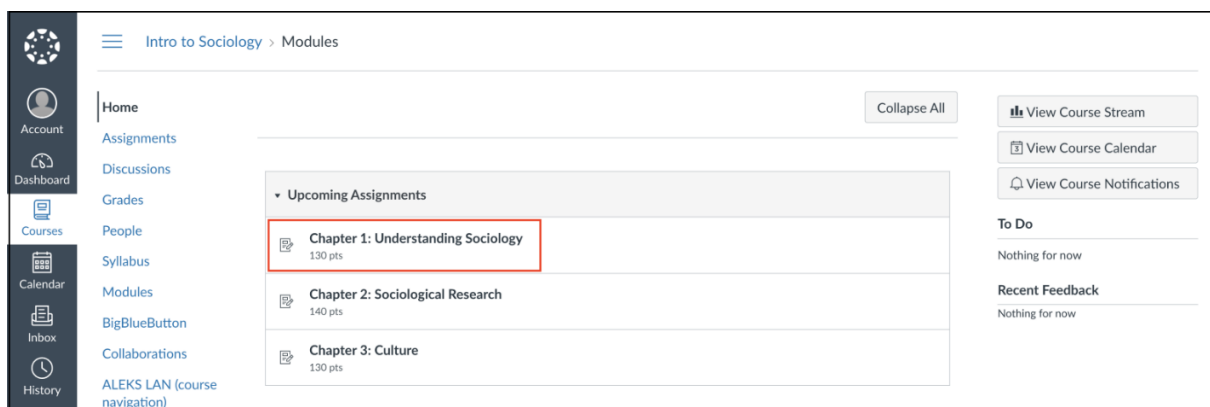 Intro to Sociology > Modules
Account
Dashboard
Courses
Calendar
Inbox
History
Home
Assignments
Discussions
Grades
People
Syllabus
Modules
BigBlueButton
Collaborations
ALEKS LAN (course
navigation)
Collapse All
Upcoming Assignments
Chapter 1: Understanding Sociology
130 pts
Chapter 2: Sociological Research
140 pts
Chapter 3: Culture
130 pts
View Course Stream
3 View Course Calendar
View Course Notifications
To Do
Nothing for now
Recent Feedback
Nothing for now